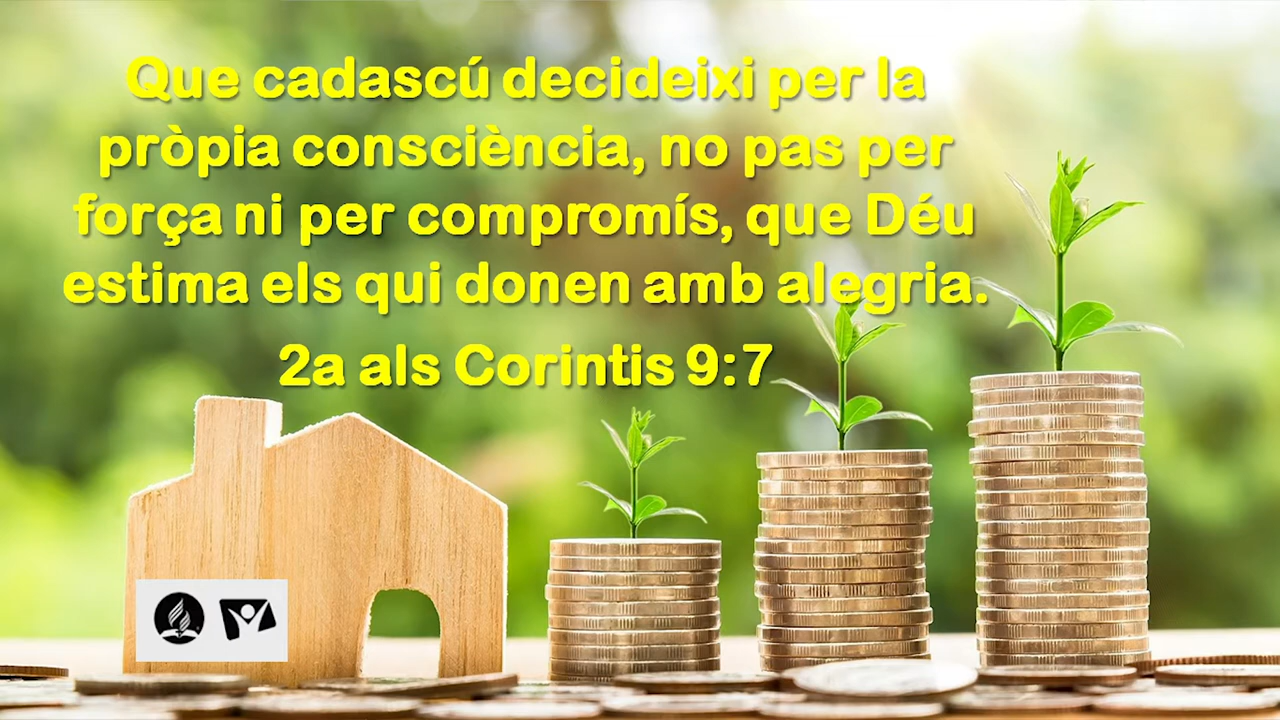 Que cadascú decideixi per la
pròpia consciència, no pas per
força ni per compromís, que Déu
estima els qui donen amb alegria.
2a als Corintis 9:7